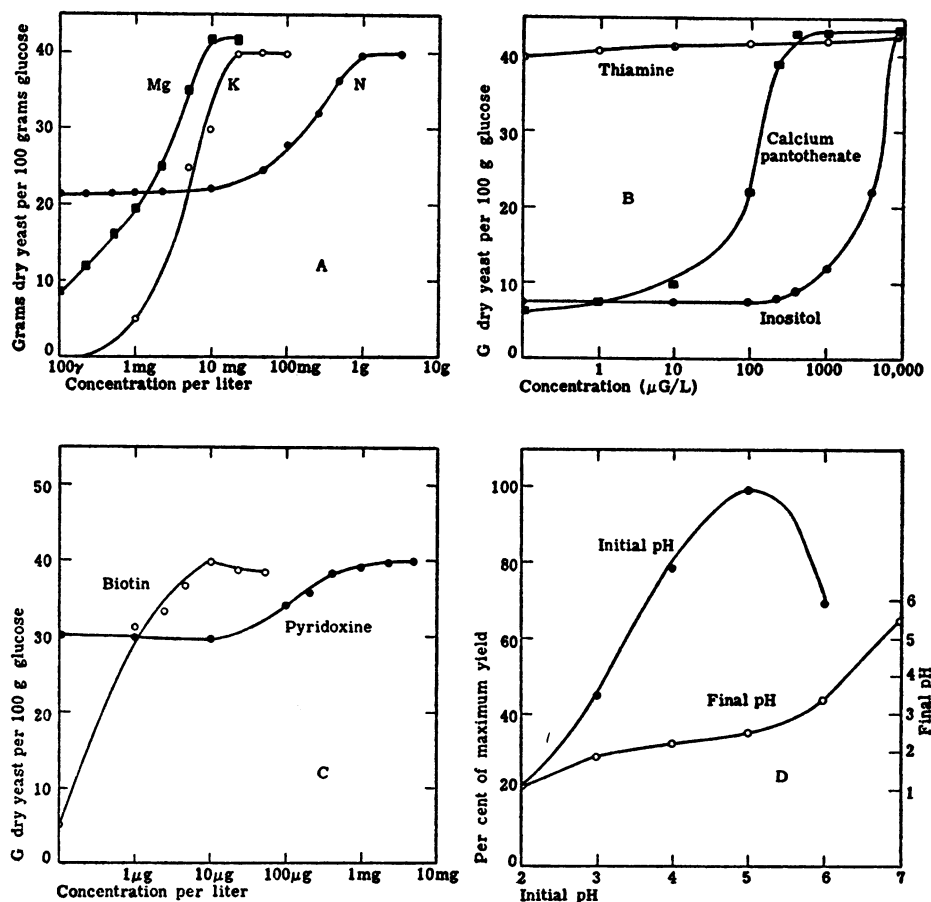 Grams dry yeast per 100 grams glucose
40
30
20
10
0
Mg
K
N
A
100γ
1mg
10 mg
100mg
1g
10g
Concentration per liter
G dry yeast per 100 g glucose
40
30
20
10
0
Thiamine
Calcium
pantothenate
B
Inositol
1
10
100
1000
10,000
Concentration (μG/L)
G dry yeast per 100 g glucose
50
40
30
20
10
0
Biotin
Pyridoxine
C
1μg
10μg
100μg
1mg
10mg
Concentration per liter
Per cent of maximum yield
100
80
60
40
20
0
Initial pH
Final pH
D
6
5
4
3
2
1
Final pH
2
3
4
5
6
7
Initial pH